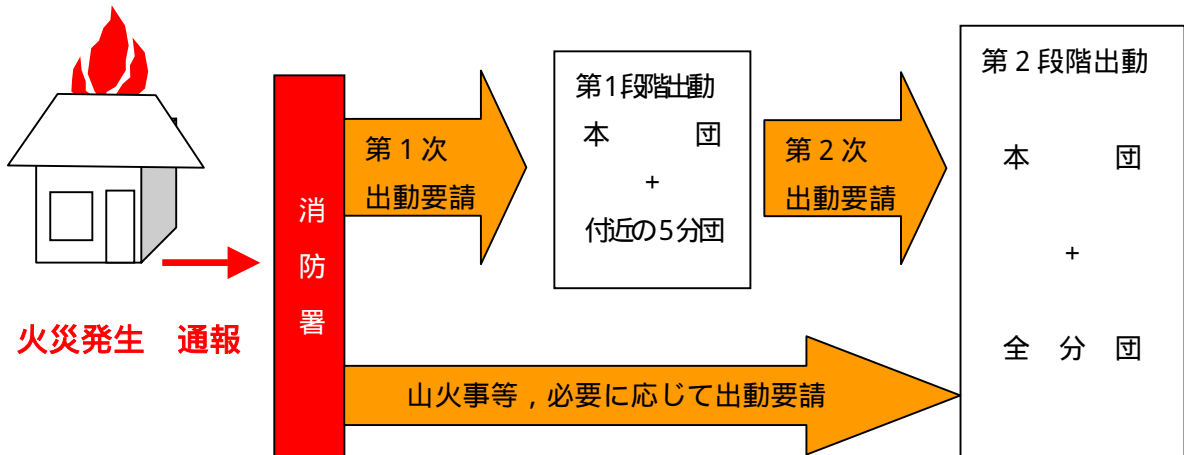 火災発生　通報
消防署
第１次
出動要請
第1段階出動
本　　　団
+
付近の5分団
第２次
出動要請
第２段階出動
本　　　団
+
全　分　団
山火事等，必要に応じて出動要請